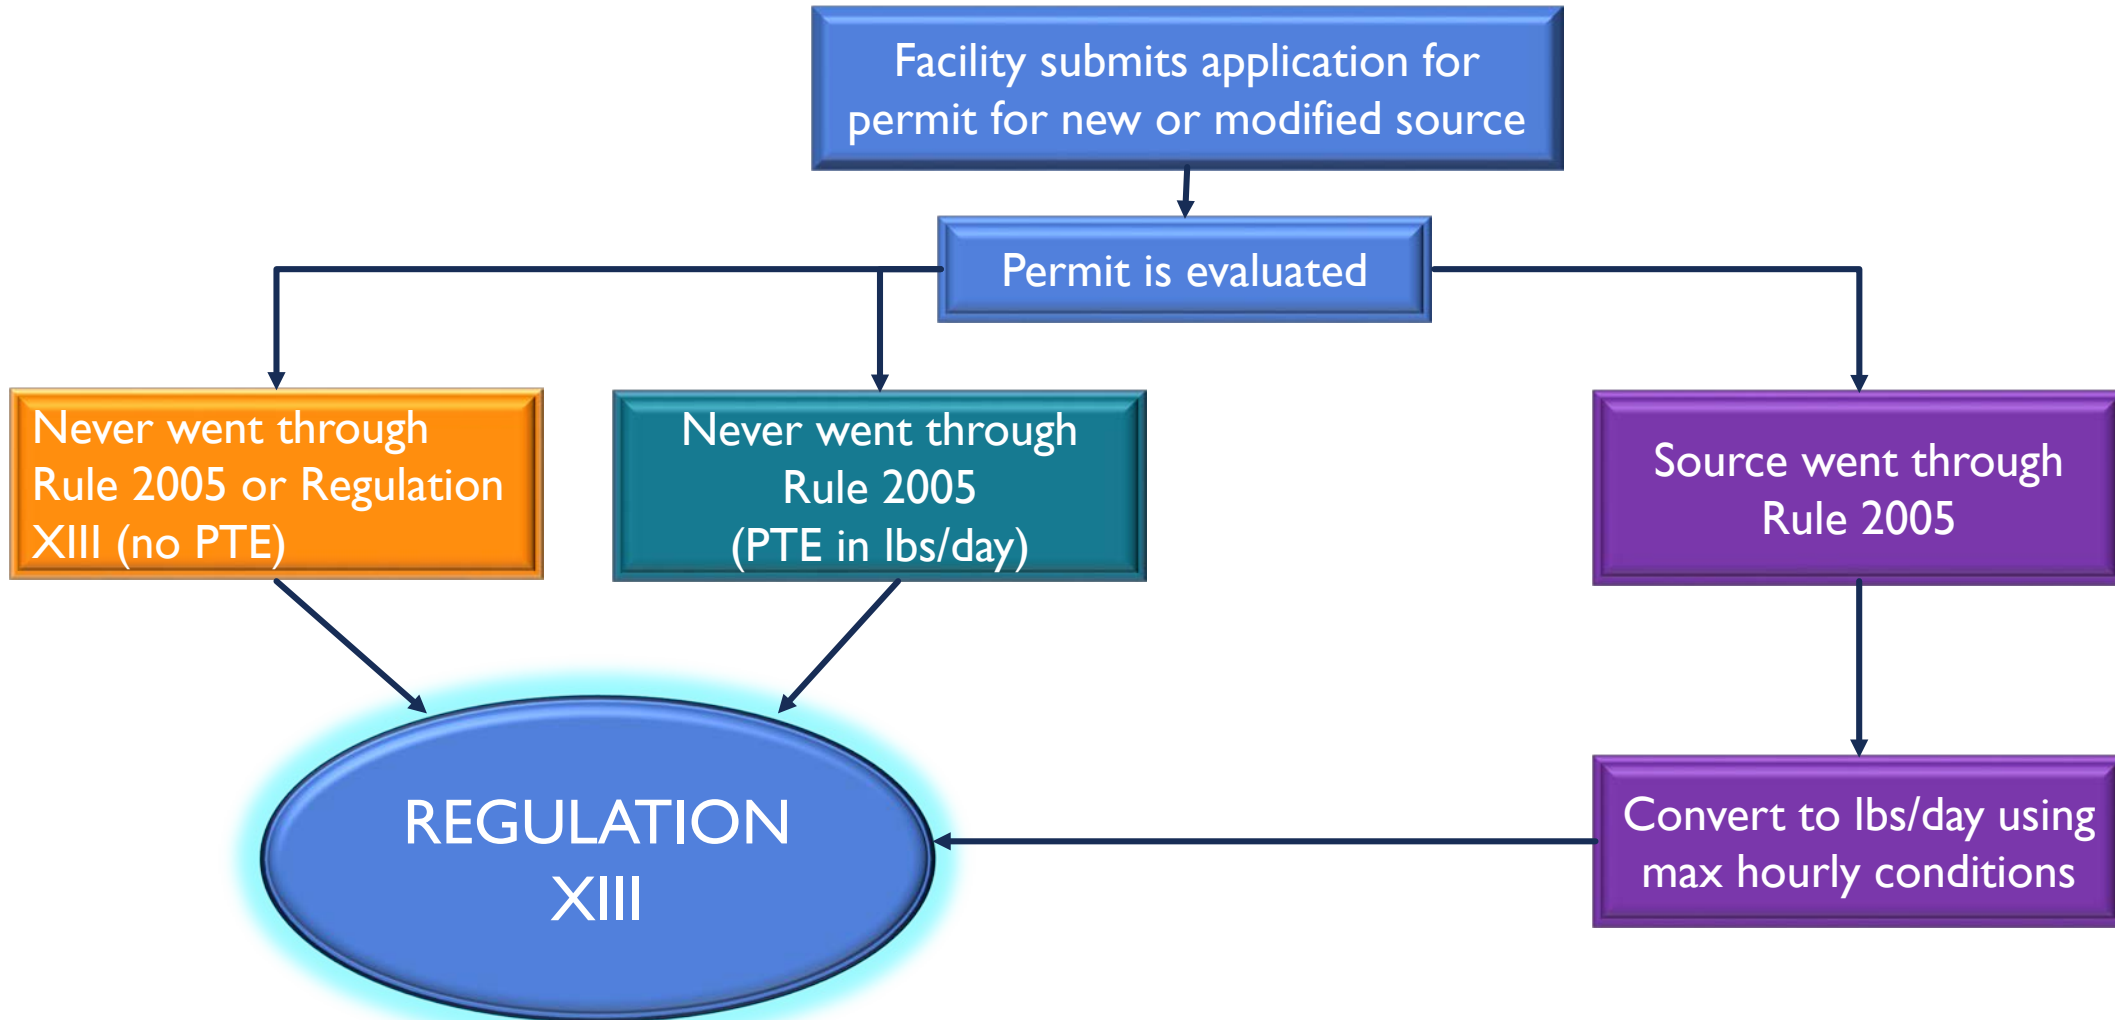 Facility submits application for
permit for new or modified source
Permit is evaluated
Never went through
Rule 2005 or Regulation
XIII (no PTE)
Never went through
Rule 2005
(PTE in lbs/day)
Source went through
Rule 2005
Convert to lbs/day using
max hourly conditions
REGULATION
XIII